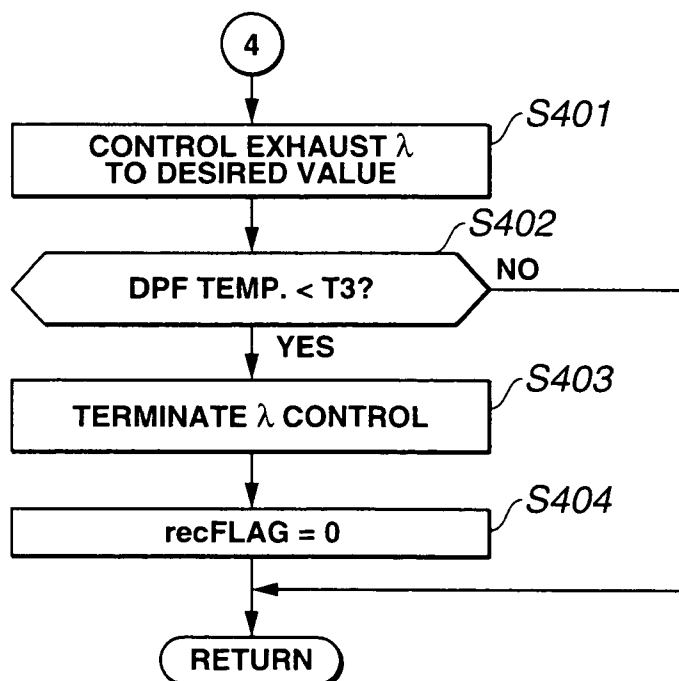 4
S401
CONTROL EXHAUST λ
TO DESIRED VALUE
S402
DPF TEMP. < T3?
NO
YES
S403
TERMINATE λ CONTROL
S404
recFLAG = 0
RETURN